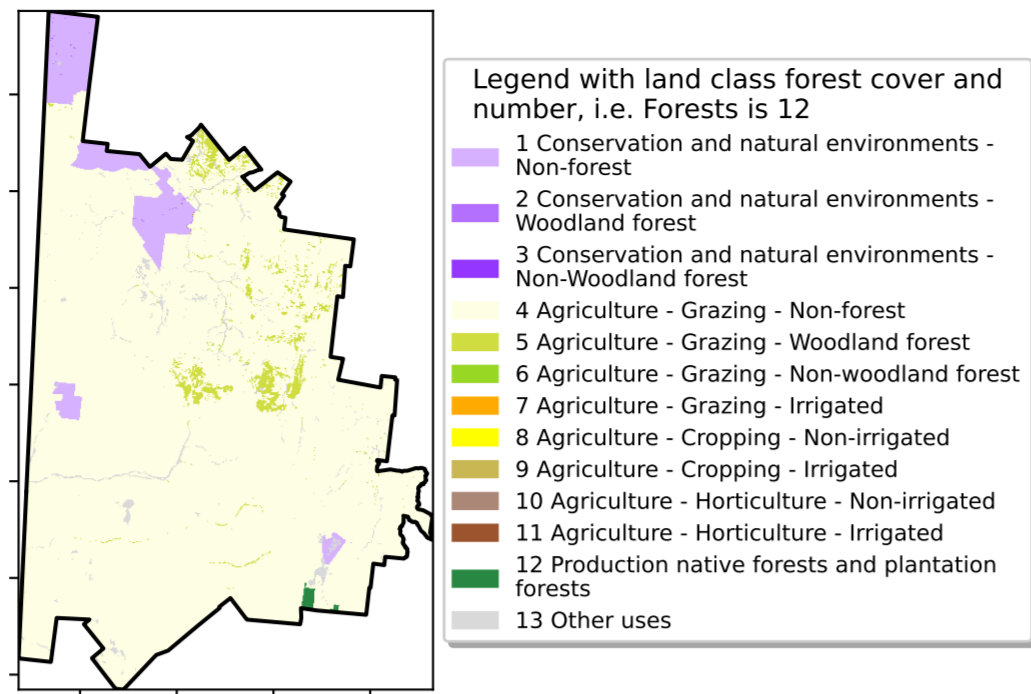 Legend with land class forest cover and
number, i.e. Forests is 12
1 Conservation and natural environments -
Non-forest
2 Conservation and natural environments -
Woodland forest
3 Conservation and natural environments -
Non-Woodland forest
4 Agriculture - Grazing - Non-forest
5 Agriculture - Grazing - Woodland forest
6 Agriculture - Grazing - Non-woodland forest
7 Agriculture - Grazing - Irrigated
8 Agriculture - Cropping - Non-irrigated
9 Agriculture - Cropping - Irrigated
10 Agriculture - Horticulture - Non-irrigated
11 Agriculture - Horticulture - Irrigated
12 Production native forests and plantation
forests
13 Other uses